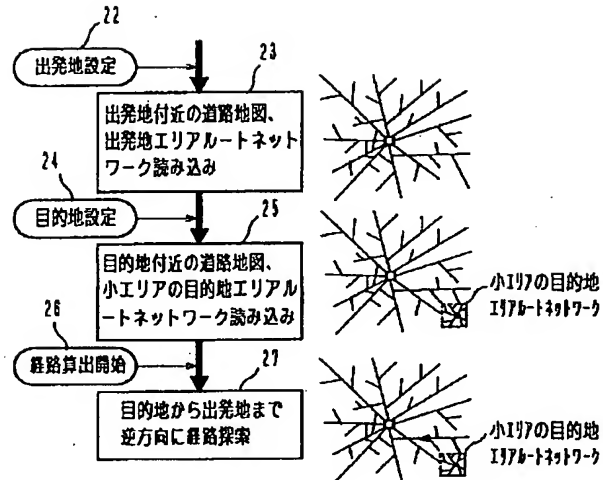 22
出発地設定
23
出発地付近の道路地図、
出発地エリアルートネット
ワーク読み込み
24
目的地設定
25
目的地付近の道路地図、
小エリアの目的地エリアル
ートネットワーク読み込み
小エリアの目的地
エリアルートネットワーク
26
経路算出開始
27
目的地から出発地まで
逆方向に経路探索
小エリアの目的地
エリアルートネットワーク